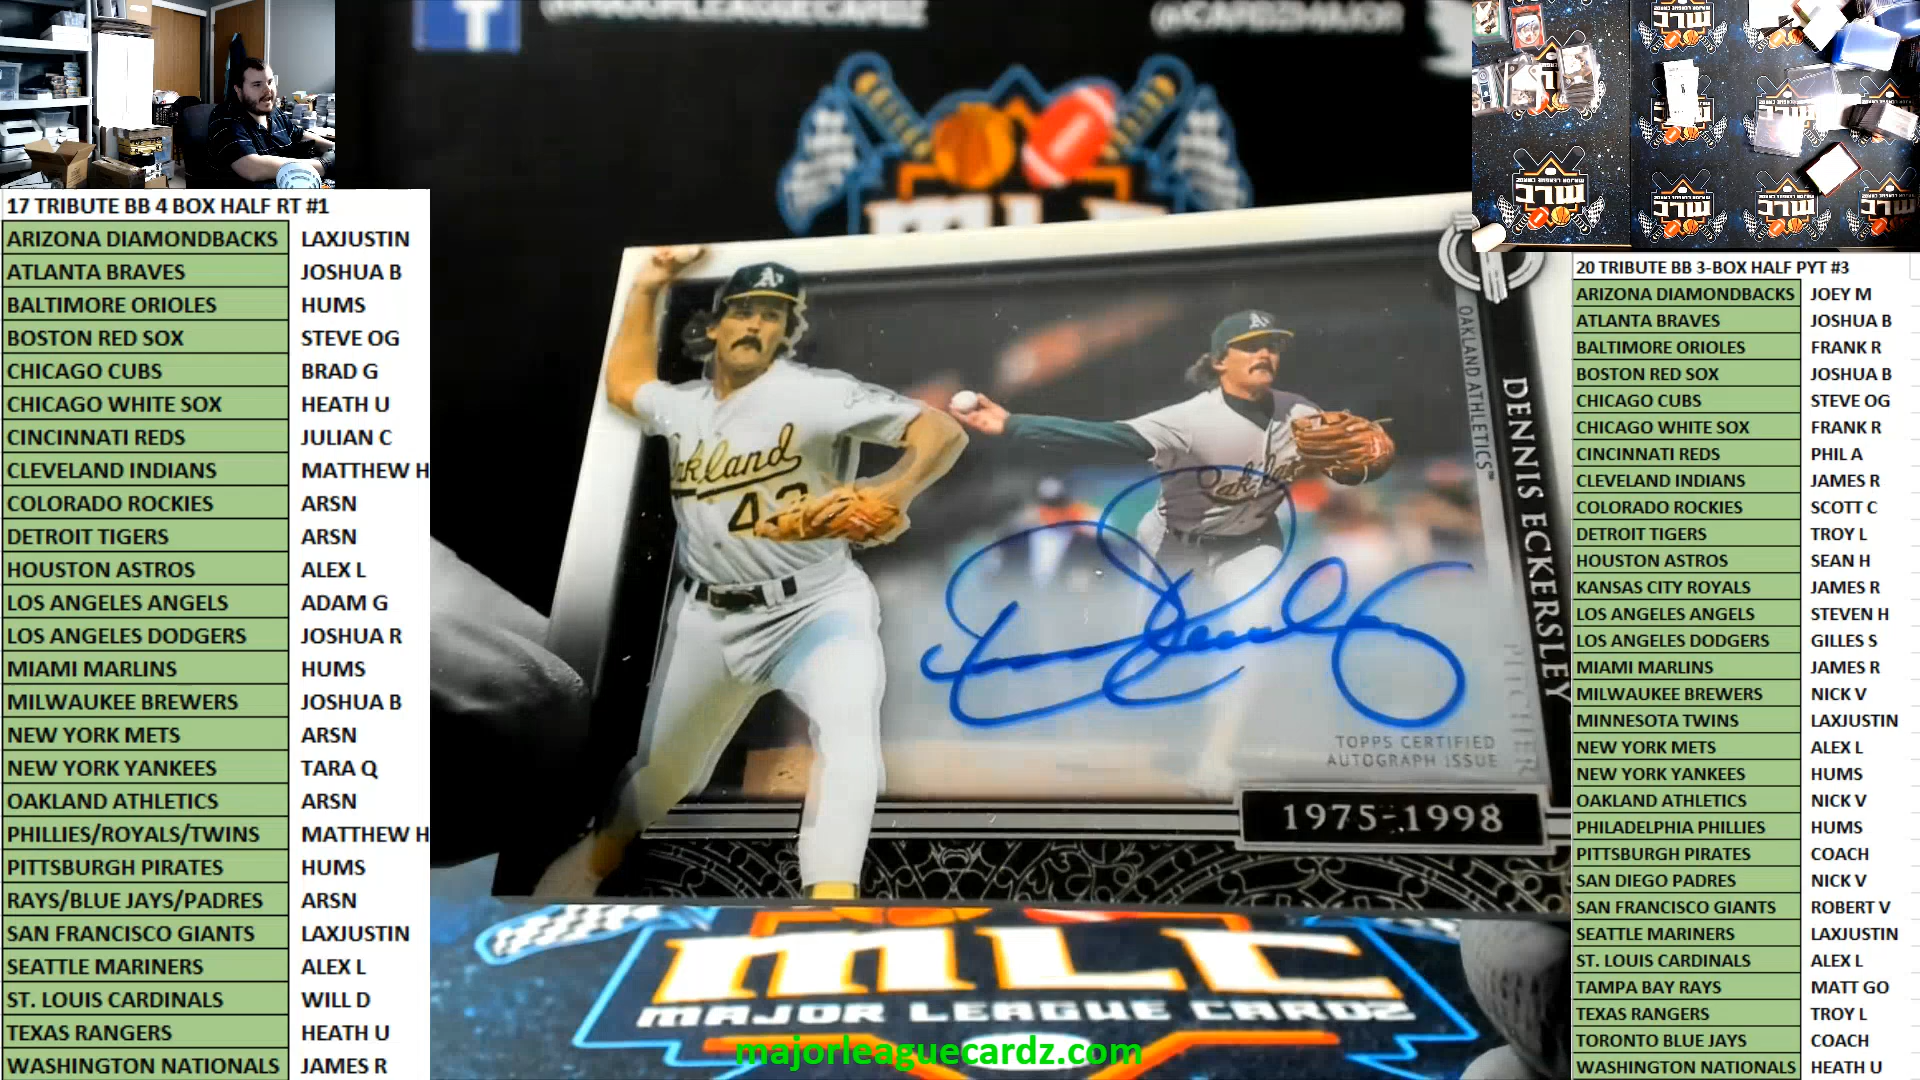 17 TRIBUTE BB 4 BOX HALF RT #1
ARIZONA DIAMONDBACKS LAXJUSTIN
ATLANTA BRAVES JOSHUA B
BALTIMORE ORIOLES HUMS
BOSTON RED SOX STEVE OG
CHICAGO CUBS BRAD G
CHICAGO WHITE SOX HEATH U
CINCINNATI REDS JULIAN C
CLEVELAND INDIANS MATTHEW H
COLORADO ROCKIES ARSN
DETROIT TIGERS ARSN
HOUSTON ASTROS ALEX L
LOS ANGELES ANGELS ADAM G
LOS ANGELES DODGERS JOSHUA R
MIAMI MARLINS HUMS
MILWAUKEE BREWERS JOSHUA B
NEW YORK METS ARSN
NEW YORK YANKEES TARA Q
OAKLAND ATHLETICS ARSN
PHILLIES/ROYALS/TWINS MATTHEW H
PITTSBURGH PIRATES HUMS
RAYS/BLUE JAYS/PADRES ARSN
SAN FRANCISCO GIANTS LAXJUSTIN
SEATTLE MARINERS ALEX L
ST. LOUIS CARDINALS WILL D
TEXAS RANGERS HEATH U
WASHINGTON NATIONALS JAMES R
MLC
A's
A's
Oakland
Oakland
OAKLAND ATHLETICS™
DENNIS ECKERSLEY
PITCHER
TOPPS CERTIFIED
AUTOGRAPH ISSUE
1975-1998
MLC
MAJOR LEAGUE CARDZ
majorleaguecardz.com
20 TRIBUTE BB 3-BOX HALF PYT #3
ARIZONA DIAMONDBACKS JOEY M
ATLANTA BRAVES JOSHUA B
BALTIMORE ORIOLES FRANK R
BOSTON RED SOX JOSHUA B
CHICAGO CUBS STEVE OG
CHICAGO WHITE SOX FRANK R
CINCINNATI REDS PHIL A
CLEVELAND INDIANS JAMES R
COLORADO ROCKIES SCOTT C
DETROIT TIGERS TROY L
HOUSTON ASTROS SEAN H
KANSAS CITY ROYALS JAMES R
LOS ANGELES ANGELS STEVEN H
LOS ANGELES DODGERS GILLES S
MIAMI MARLINS JAMES R
MILWAUKEE BREWERS NICK V
MINNESOTA TWINS LAXJUSTIN
NEW YORK METS ALEX L
NEW YORK YANKEES HUMS
OAKLAND ATHLETICS NICK V
PHILADELPHIA PHILLIES HUMS
PITTSBURGH PIRATES COACH
SAN DIEGO PADRES NICK V
SAN FRANCISCO GIANTS ROBERT V
SEATTLE MARINERS LAXJUSTIN
ST. LOUIS CARDINALS ALEX L
TAMPA BAY RAYS MATT GO
TEXAS RANGERS TROY L
TORONTO BLUE JAYS COACH
WASHINGTON NATIONALS HEATH U